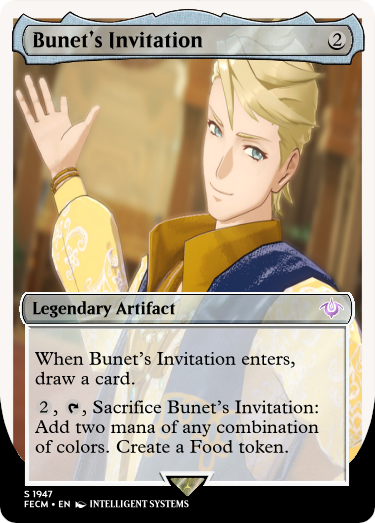 Bunet's Invitation 2
Legendary Artifact
When Bunet's Invitation enters,
draw a card.
2, , Sacrifice Bunet's Invitation:
Add two mana of any combination
of colors. Create a Food token.
S 1947
FECM • EN INTELLIGENT SYSTEMS